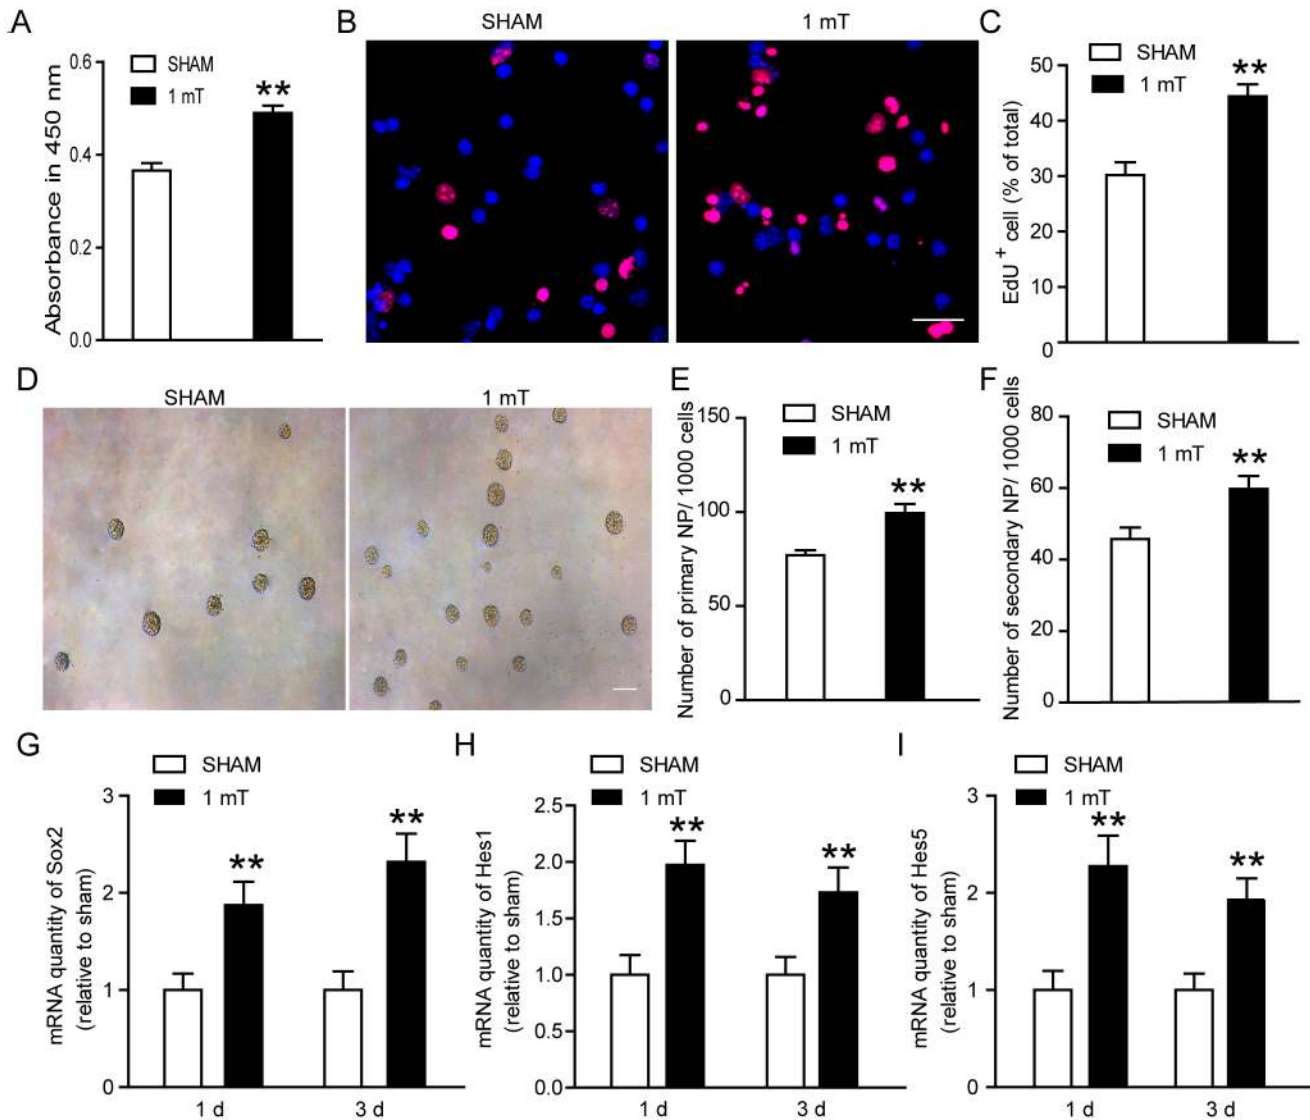 A
Absorbance in 450 nm
0.6
0.4
0.2
0.0
SHAM
1 mT
**
B
SHAM
1 mT
C
EdU + cell (% of total)
50
40
30
20
10
0
SHAM
1 mT
**
D
SHAM
1 mT
E
Number of primary NP/ 1000 cells
150
100
50
0
SHAM
1 mT
**
F
Number of secondary NP/ 1000 cells
80
60
40
20
0
SHAM
1 mT
**
G
mRNA quantity of Sox2
(relative to sham)
3
2
1
0
SHAM
1 mT
**
**
1 d
3 d
H
mRNA quantity of Hes1
(relative to sham)
2.5
2.0
1.5
1.0
0.5
0.0
SHAM
1 mT
**
**
1 d
3 d
I
mRNA quantity of Hes5
(relative to sham)
3
2
1
0
SHAM
1 mT
**
**
1 d
3 d